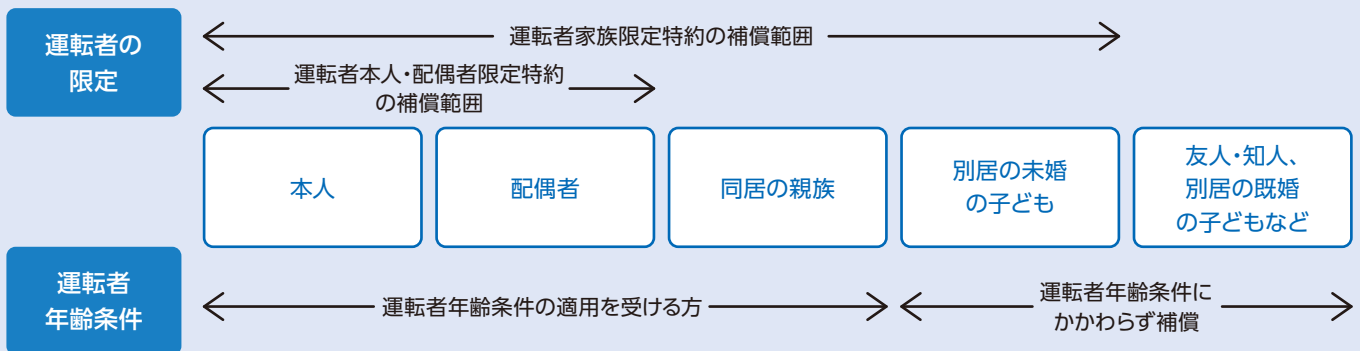 運転者の
限定
運転者家族限定特約の補償範囲
運転者本人・配偶者限定特約
の補償範囲
本人
配偶者
同居の親族
別居の未婚
の子ども
友人・知人、
別居の既婚
の子どもなど
運転者
年齢条件
運転者年齢条件の適用を受ける方
運転者年齢条件に
かかわらず補償